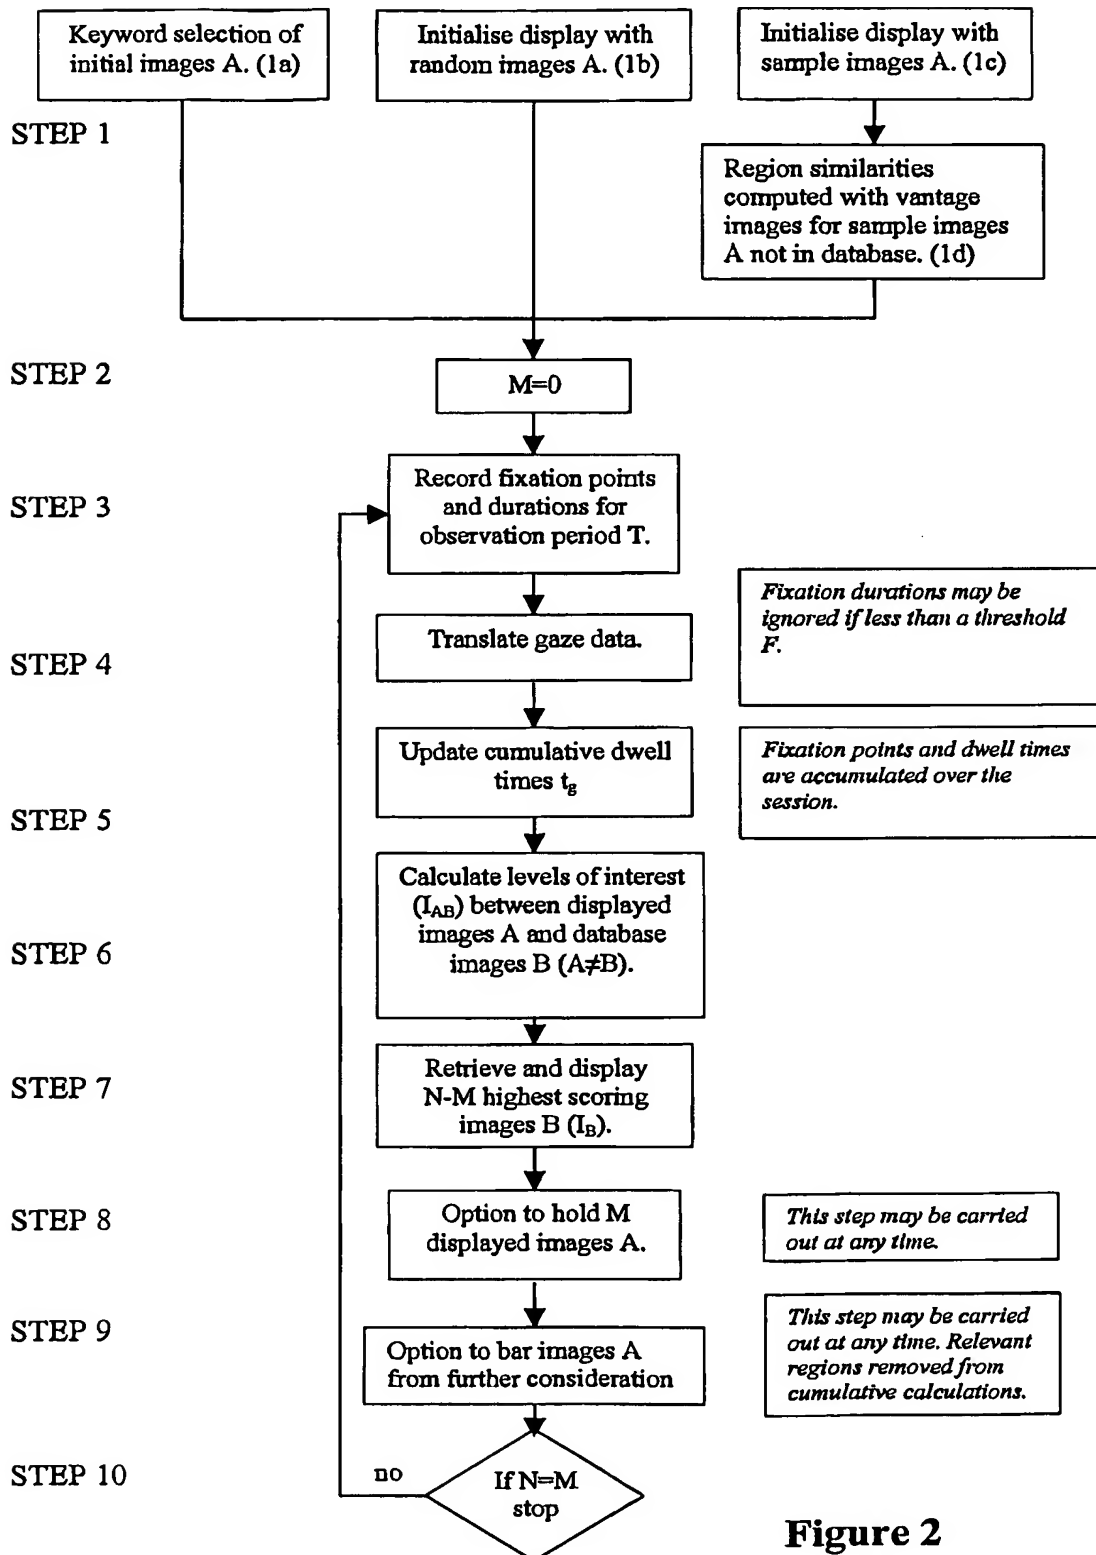 Keyword selection of
initial images A. (1a)
Initialise display with
random images A. (1b)
Initialise display with
sample images A. (1c)
STEP 1
Region similarities
computed with vantage
images for sample images
A not in database. (1d)
STEP 2
M=0
STEP 3
Record fixation points
and durations for
observation period T.
STEP 4
Translate gaze data.
Fixation durations may be
ignored if less than a threshold
F.
Update cumulative dwell
times tg
Fixation points and dwell times
are accumulated over the
session.
STEP 5
Calculate levels of interest
(IAB) between displayed
images A and database
images B (A≠B).
STEP 6
STEP 7
Retrieve and display
N-M highest scoring
images B (IB).
STEP 8
Option to hold M
displayed images A.
This step may be carried
out at any time.
STEP 9
Option to bar images A
from further consideration
This step may be carried
out at any time. Relevant
regions removed from
cumulative calculations.
STEP 10
no
If N=M
stop
Figure 2